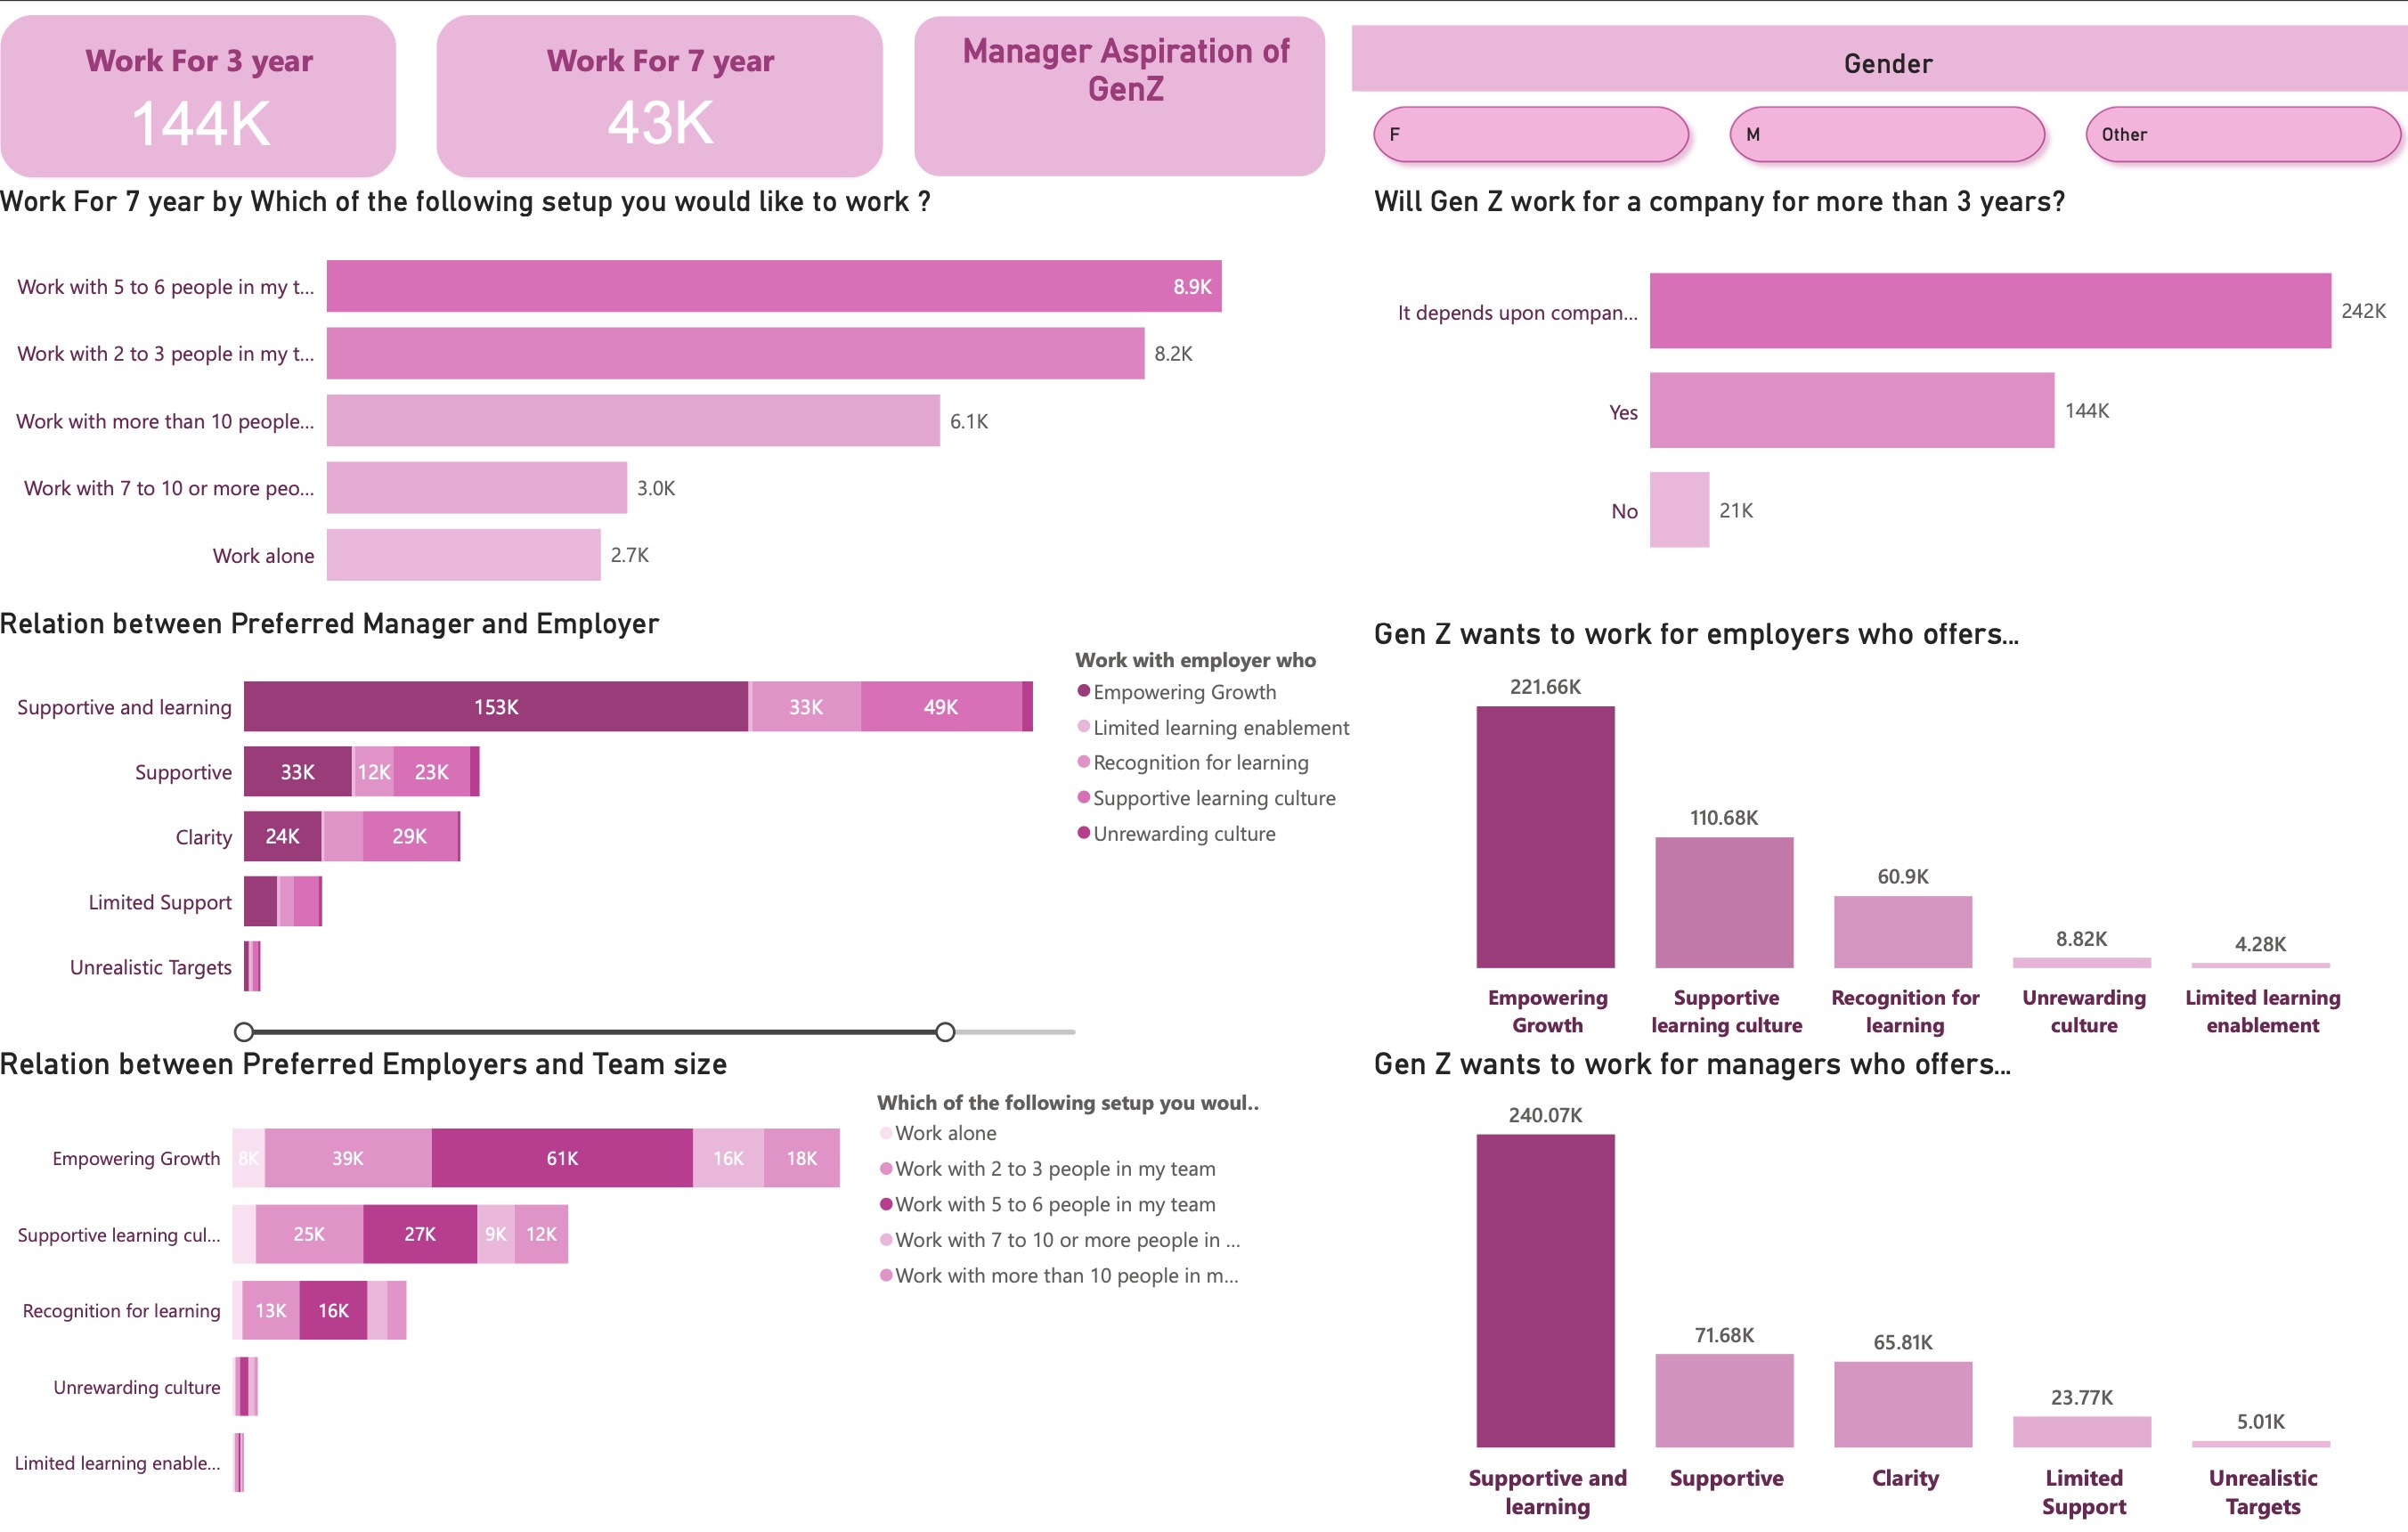 Work For 3 year
144K
Work For 7 year
43K
Manager Aspiration of
GenZ
Gender
F
M
Other
Work For 7 year by Which of the following setup you would like to work ?
Work with 5 to 6 people in my t...
8.9K
Work with 2 to 3 people in my t...
8.2K
Work with more than 10 people...
6.1K
Work with 7 to 10 or more peo...
3.0K
Work alone
2.7K
Will Gen Z work for a company for more than 3 years?
It depends upon compan...
242K
Yes
144K
No
21K
Relation between Preferred Manager and Employer
Supportive and learning
153K
33K
49K
Supportive
33K
12K
23K
Clarity
24K
29K
Limited Support
Unrealistic Targets
Work with employer who
Empowering Growth
Limited learning enablement
Recognition for learning
Supportive learning culture
Unrewarding culture
Gen Z wants to work for employers who offers...
221.66K
110.68K
60.9K
8.82K
4.28K
Empowering
Growth
Supportive
learning culture
Recognition for
learning
Unrewarding
culture
Limited learning
enablement
Relation between Preferred Employers and Team size
Empowering Growth
8K
39K
61K
16K
18K
Supportive learning cul...
25K
27K
9K
12K
Recognition for learning
13K
16K
Unrewarding culture
Limited learning enable...
Which of the following setup you woul..
Work alone
Work with 2 to 3 people in my team
Work with 5 to 6 people in my team
Work with 7 to 10 or more people in ...
Work with more than 10 people in m...
Gen Z wants to work for managers who offers...
240.07K
71.68K
65.81K
23.77K
5.01K
Supportive and
learning
Supportive
Clarity
Limited
Support
Unrealistic
Targets